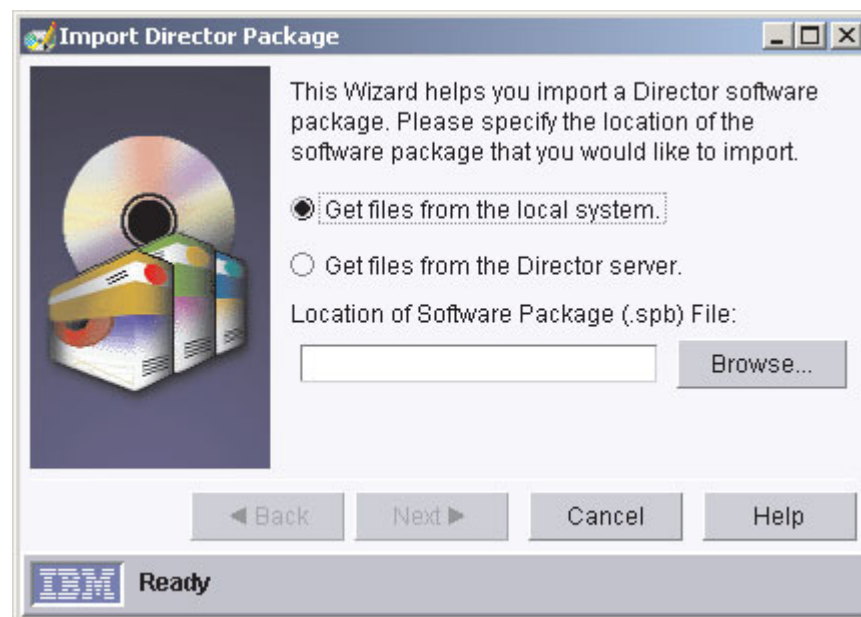 Import Director Package
This Wizard helps you import a Director software
package. Please specify the location of the
software package that you would like to import.
Get files from the local system.
Get files from the Director server.
Location of Software Package (.spb) File:
Browse...
Back
Next
Cancel
Help
IBM
Ready